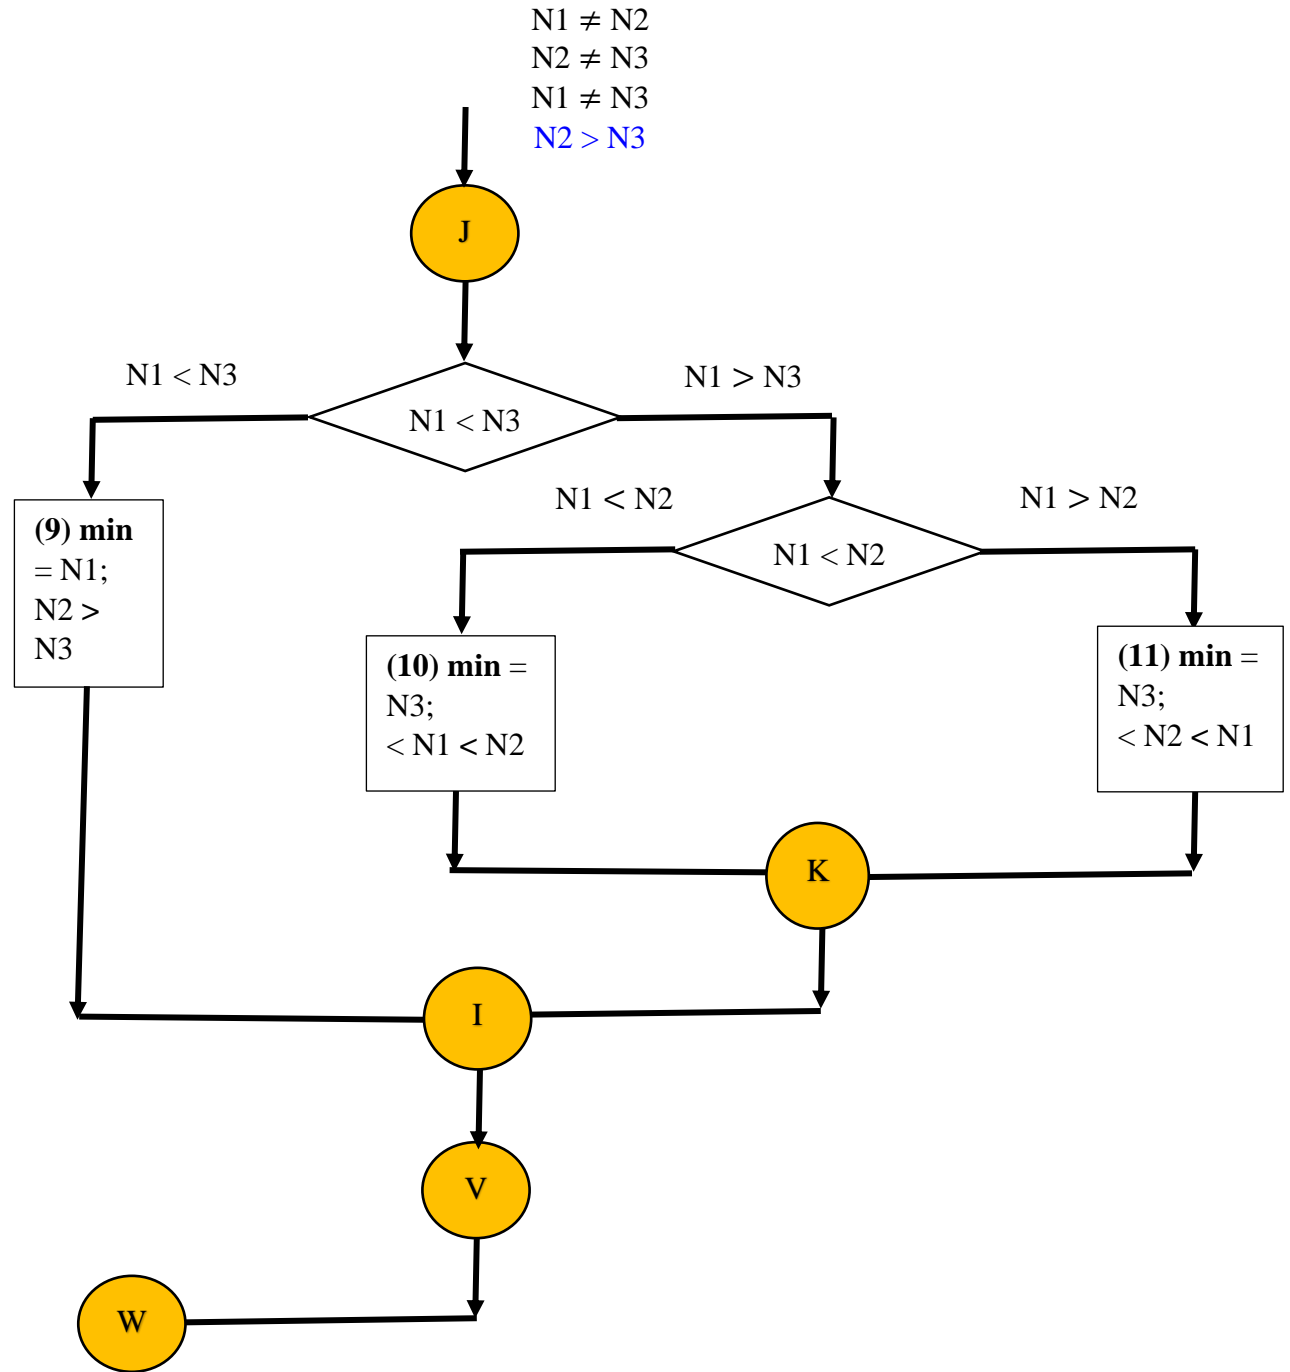 N1 ≠ N2
N2 ≠ N3
N1 ≠ N3
N2 > N3
J
N1 < N3
N1 > N3
N1 < N3
N1 < N2
N1 > N2
N1 < N2
(9) min
= N1;
N2 >
N3
(10) min =
N3;
< N1 < N2
(11) min =
N3;
< N2 < N1
K
I
V
W